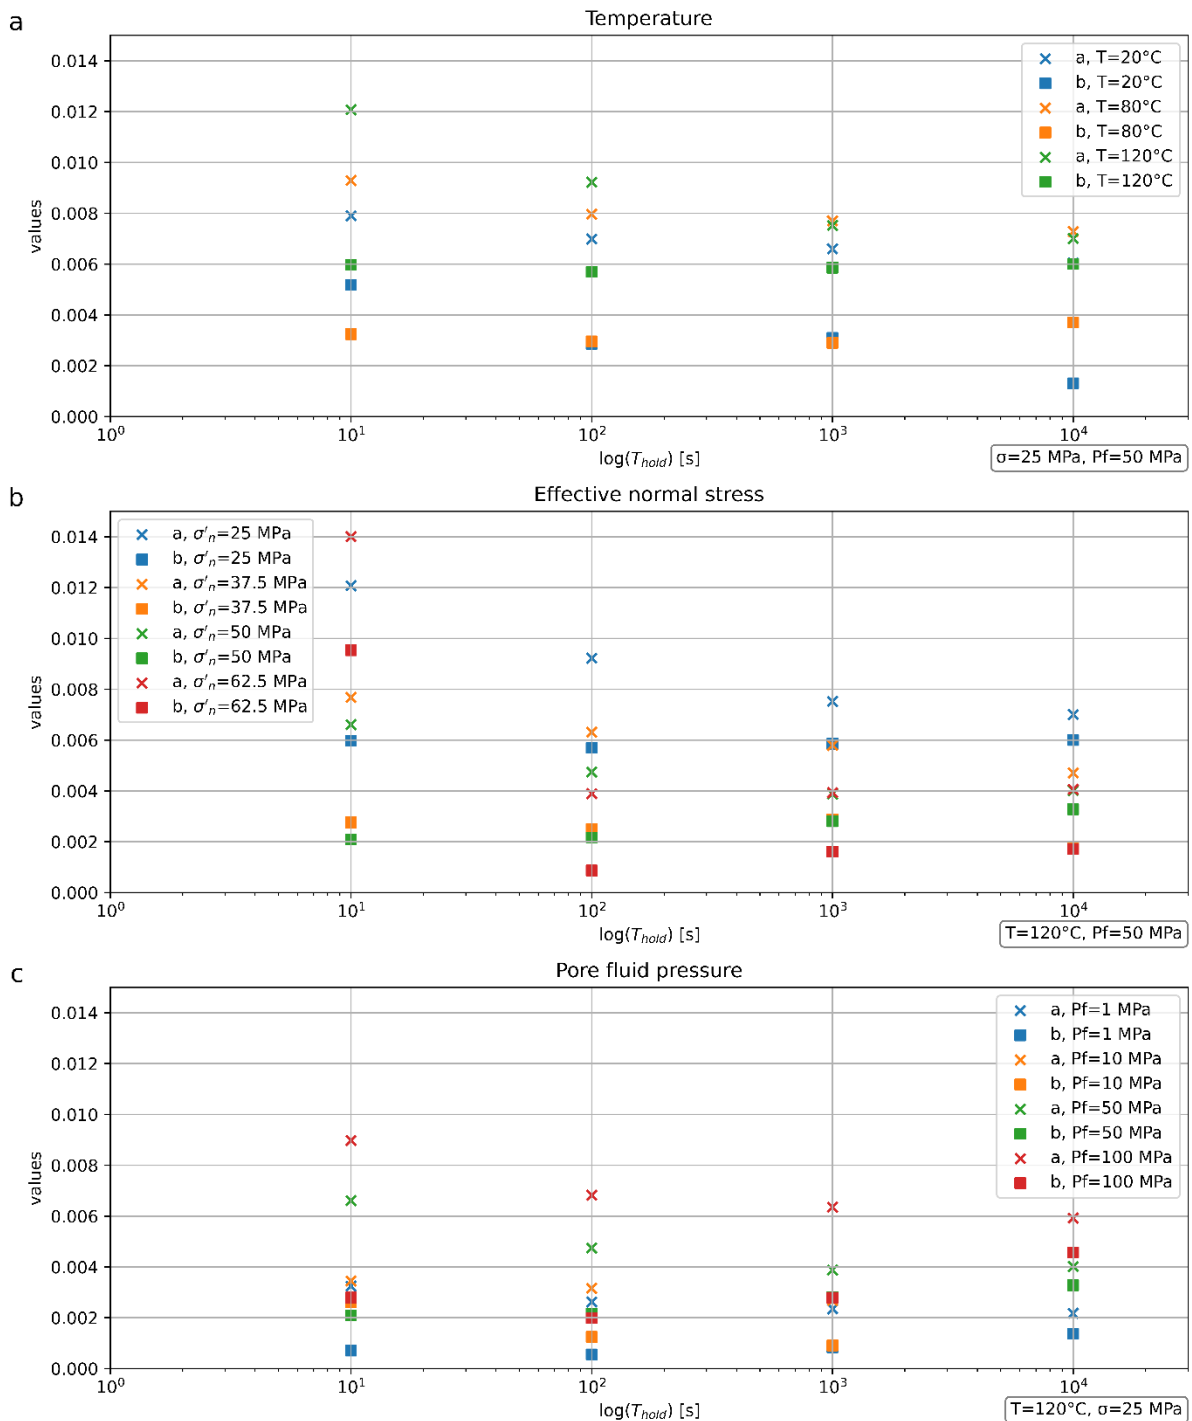 a
Temperature
0.014
0.012
0.010
0.008
0.006
0.004
0.002
0.000
values
a, T=20°C
b, T=20°C
a, T=80°C
b, T=80°C
a, T=120°C
b, T=120°C
10⁰ 10¹ 10² 10³ 10⁴
log(T_hold) [s]
σ=25 MPa, Pf=50 MPa
b
Effective normal stress
0.014
0.012
0.010
0.008
0.006
0.004
0.002
0.000
values
a, σ'ₙ=25 MPa
b, σ'ₙ=25 MPa
a, σ'ₙ=37.5 MPa
b, σ'ₙ=37.5 MPa
a, σ'ₙ=50 MPa
b, σ'ₙ=50 MPa
a, σ'ₙ=62.5 MPa
b, σ'ₙ=62.5 MPa
10⁰ 10¹ 10² 10³ 10⁴
log(T_hold) [s]
T=120°C, Pf=50 MPa
c
Pore fluid pressure
0.014
0.012
0.010
0.008
0.006
0.004
0.002
0.000
values
a, Pf=1 MPa
b, Pf=1 MPa
a, Pf=10 MPa
b, Pf=10 MPa
a, Pf=50 MPa
b, Pf=50 MPa
a, Pf=100 MPa
b, Pf=100 MPa
10⁰ 10¹ 10² 10³ 10⁴
log(T_hold) [s]
T=120°C, σ=25 MPa